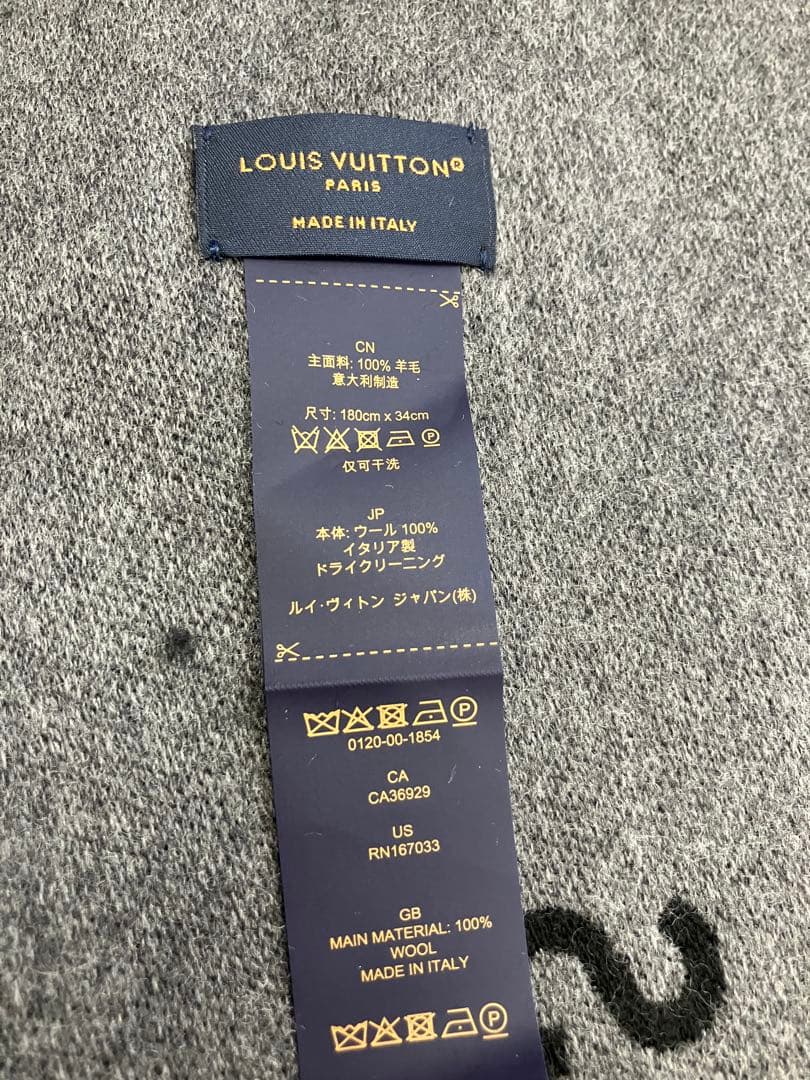 LOUIS VUITTON
PARIS
MADE IN ITALY
CN
主面料: 100% 羊毛
意大利制造
尺寸: 180cm x 34cm
仅可干洗
JP
本体: ウール 100%
イタリア製
ドライクリーニング
ルイ・ヴィトン ジャパン(株)
0120-00-1854
CA
CA36929
US
RN167033
GB
MAIN MATERIAL: 100%
WOOL
MADE IN ITALY